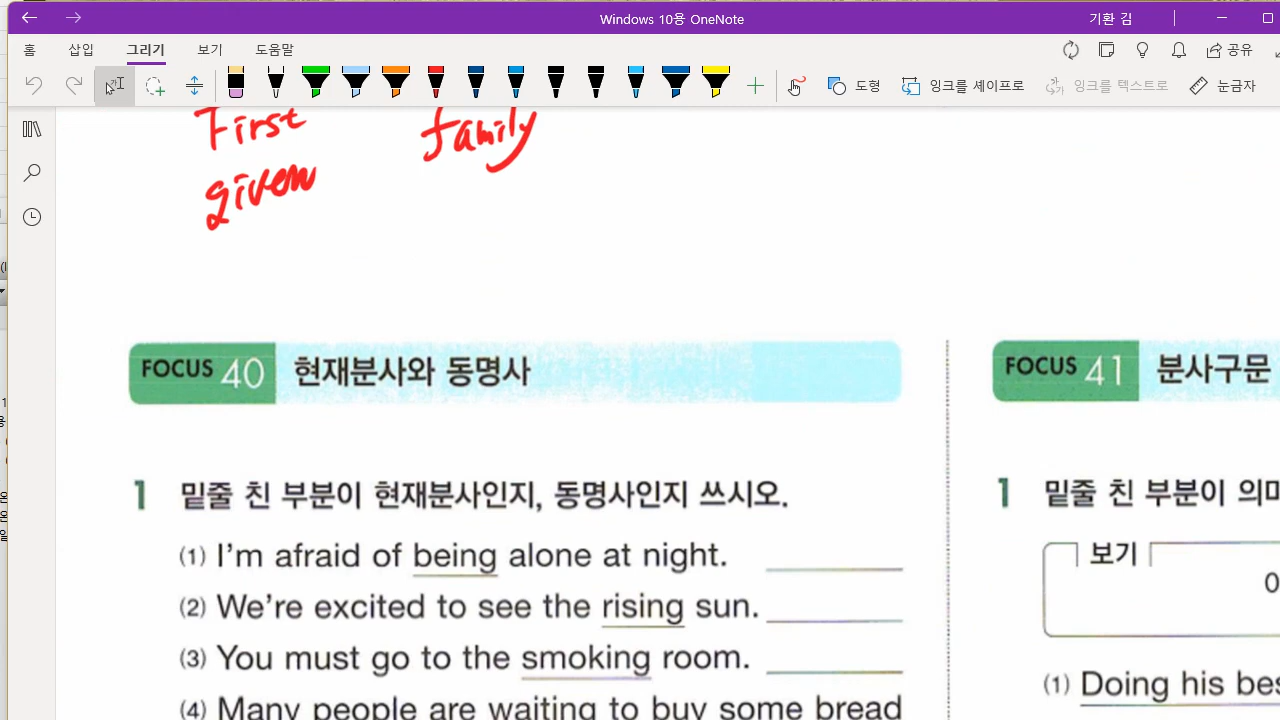 Windows 10용 OneNote
기환 김
홈 삽입 그리기 보기 도움말
공유
도형 잉크를 셰이프로 잉크를 텍스트로 눈금자
First family
given
FOCUS 40 현재분사와 동명사
1 밑줄 친 부분이 현재분사인지, 동명사인지 쓰시오.
(1) I'm afraid of being alone at night.
(2) We're excited to see the rising sun.
(3) You must go to the smoking room.
(4) Many people are waiting to buy some bread
FOCUS 41 분사구문
1 밑줄 친 부분이
보기
(1) Doing his